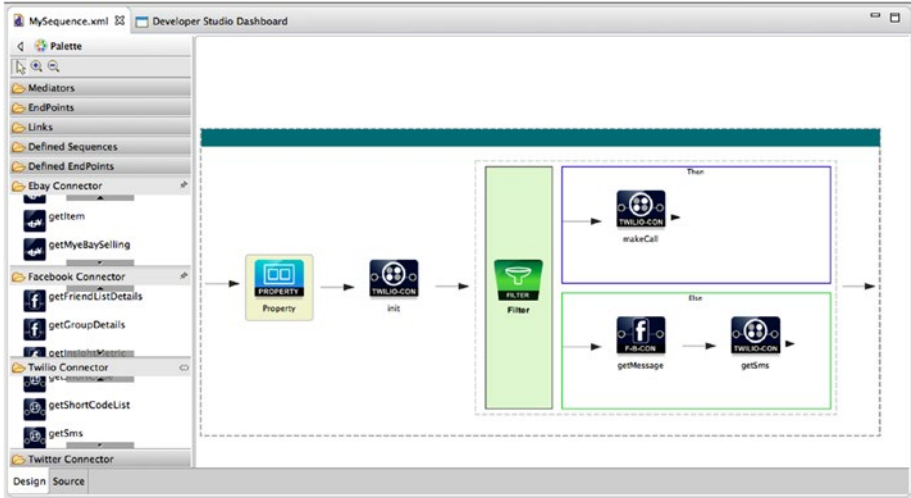 MySequence.xml
Developer Studio Dashboard
Palette
Mediators
EndPoints
Links
Defined Sequences
Defined EndPoints
Ebay Connector
getItem
getMyeBaySelling
Facebook Connector
getFriendListDetails
getGroupDetails
getInsightMetric
Twilio Connector
getShortCodeList
getSms
Twitter Connector
Design Source
PROPERTY
Property
TWILIO-CON
init
FILTER
Filter
Then
TWILIO-CON
makeCall
Else
F-B-CON
getMessage
TWILIO-CON
getSms